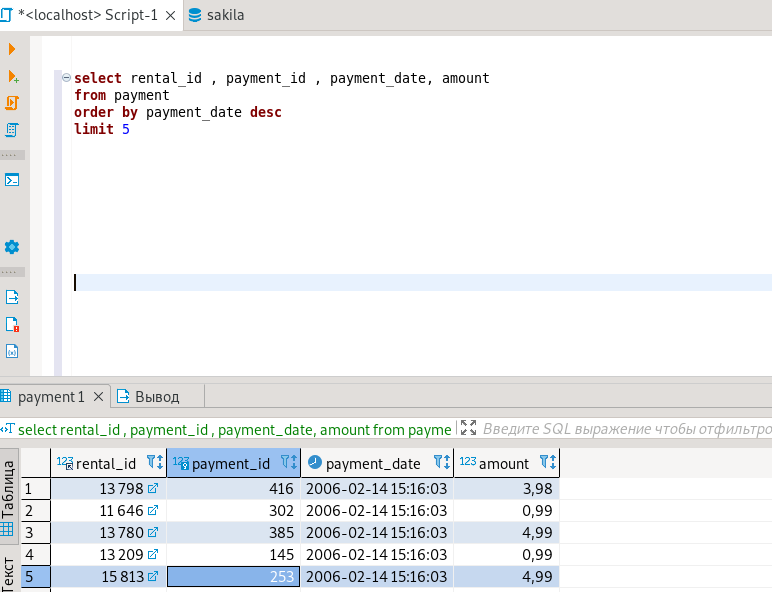 *<localhost> Script-1
sakila
select rental_id , payment_id , payment_date, amount
from payment
order by payment_date desc
limit 5
payment 1
Вывод
select rental_id , payment_id , payment_date, amount from payme
Введите SQL выражение чтобы отфильтро
Таблица
Текст
123 rental_id 123 payment_id payment_date 123 amount
1 13 798 416 2006-02-14 15:16:03 3,98
2 11 646 302 2006-02-14 15:16:03 0,99
3 13 780 385 2006-02-14 15:16:03 4,99
4 13 209 145 2006-02-14 15:16:03 0,99
5 15 813 253 2006-02-14 15:16:03 4,99